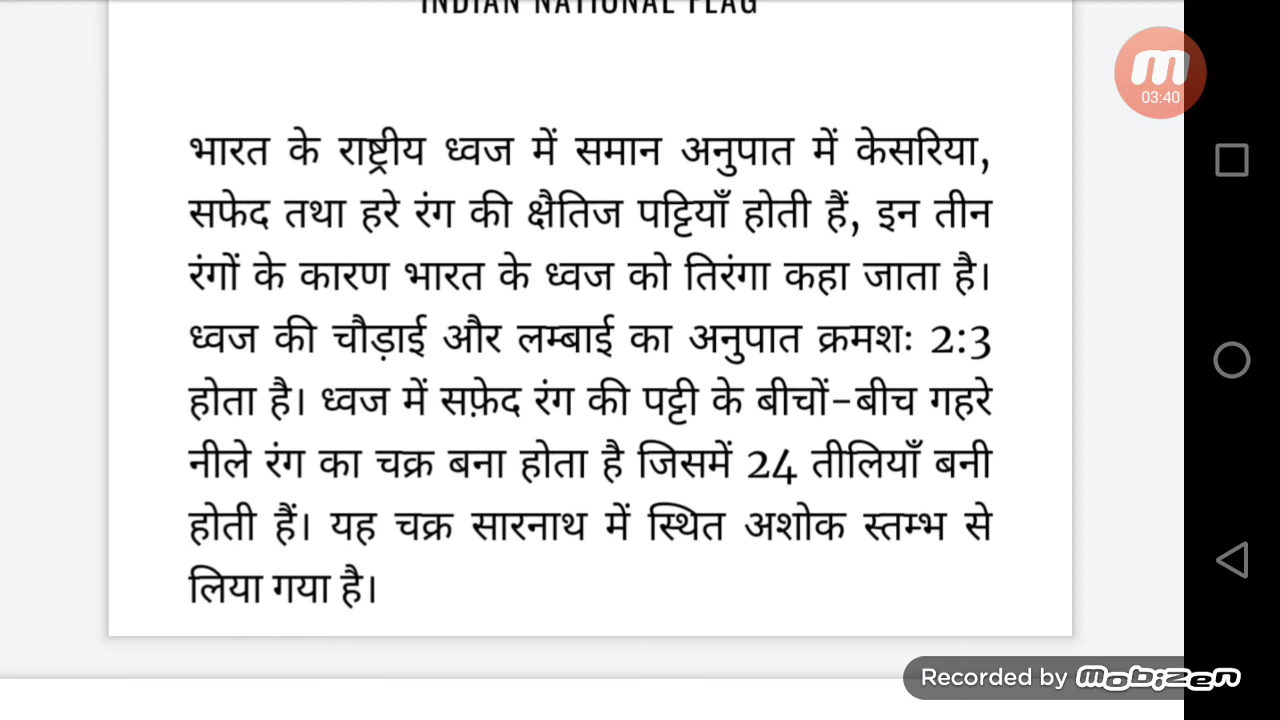 INDIAN NATIONAL FLAG
03:40
भारत के राष्ट्रीय ध्वज में समान अनुपात में केसरिया,
सफेद तथा हरे रंग की क्षैतिज पट्टियाँ होती हैं, इन तीन
रंगों के कारण भारत के ध्वज को तिरंगा कहा जाता है।
ध्वज की चौड़ाई और लम्बाई का अनुपात क्रमशः 2:3
होता है। ध्वज में सफ़ेद रंग की पट्टी के बीचों-बीच गहरे
नीले रंग का चक्र बना होता है जिसमें 24 तीलियाँ बनी
होती हैं। यह चक्र सारनाथ में स्थित अशोक स्तम्भ से
लिया गया है।
Recorded by mobizen